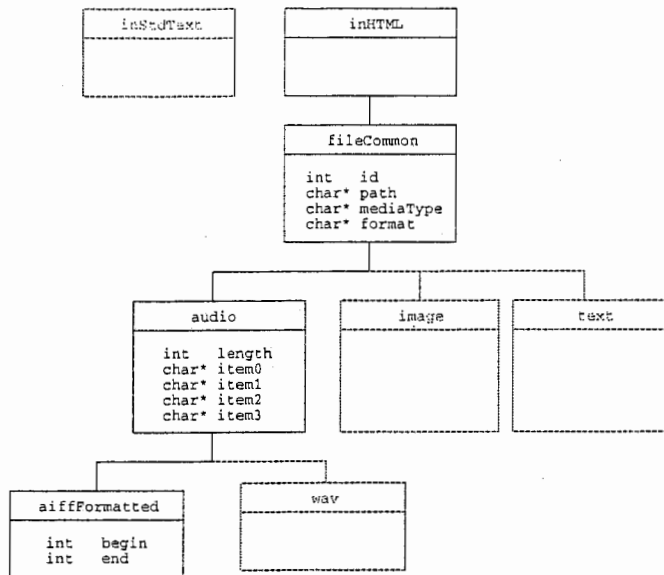 inStdText
inHTML
fileCommon
int id
char* path
char* mediaType
char* format
audio
image
text
int length
char* item0
char* item1
char* item2
char* item3
aiffFormatted
wav
int begin
int end